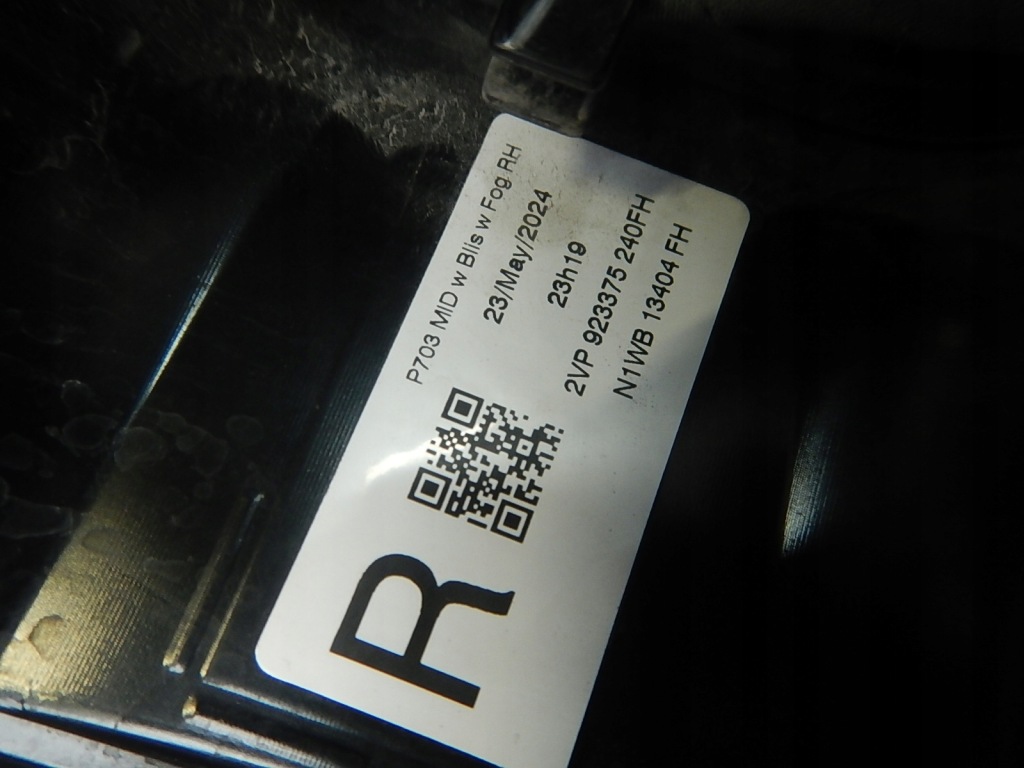 P703 MID w Blis w Fog RH
23/May/2024
23h19
2VP 923375 240FH
N1WB 13404 FH
R